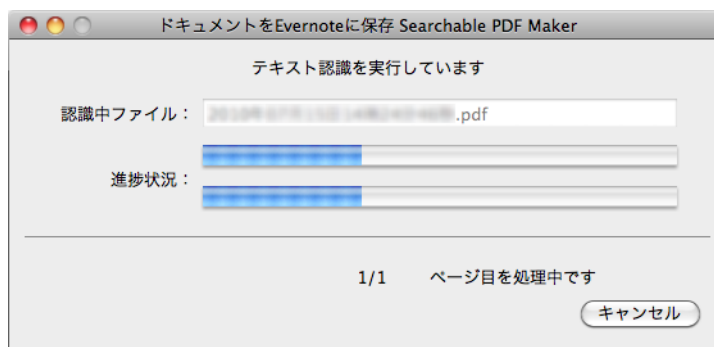 ドキュメントをEvernoteに保存 Searchable PDF Maker
テキスト認識を実行しています
認識中ファイル： .pdf
進捗状況：
1/1 ページ目を処理中です
キャンセル